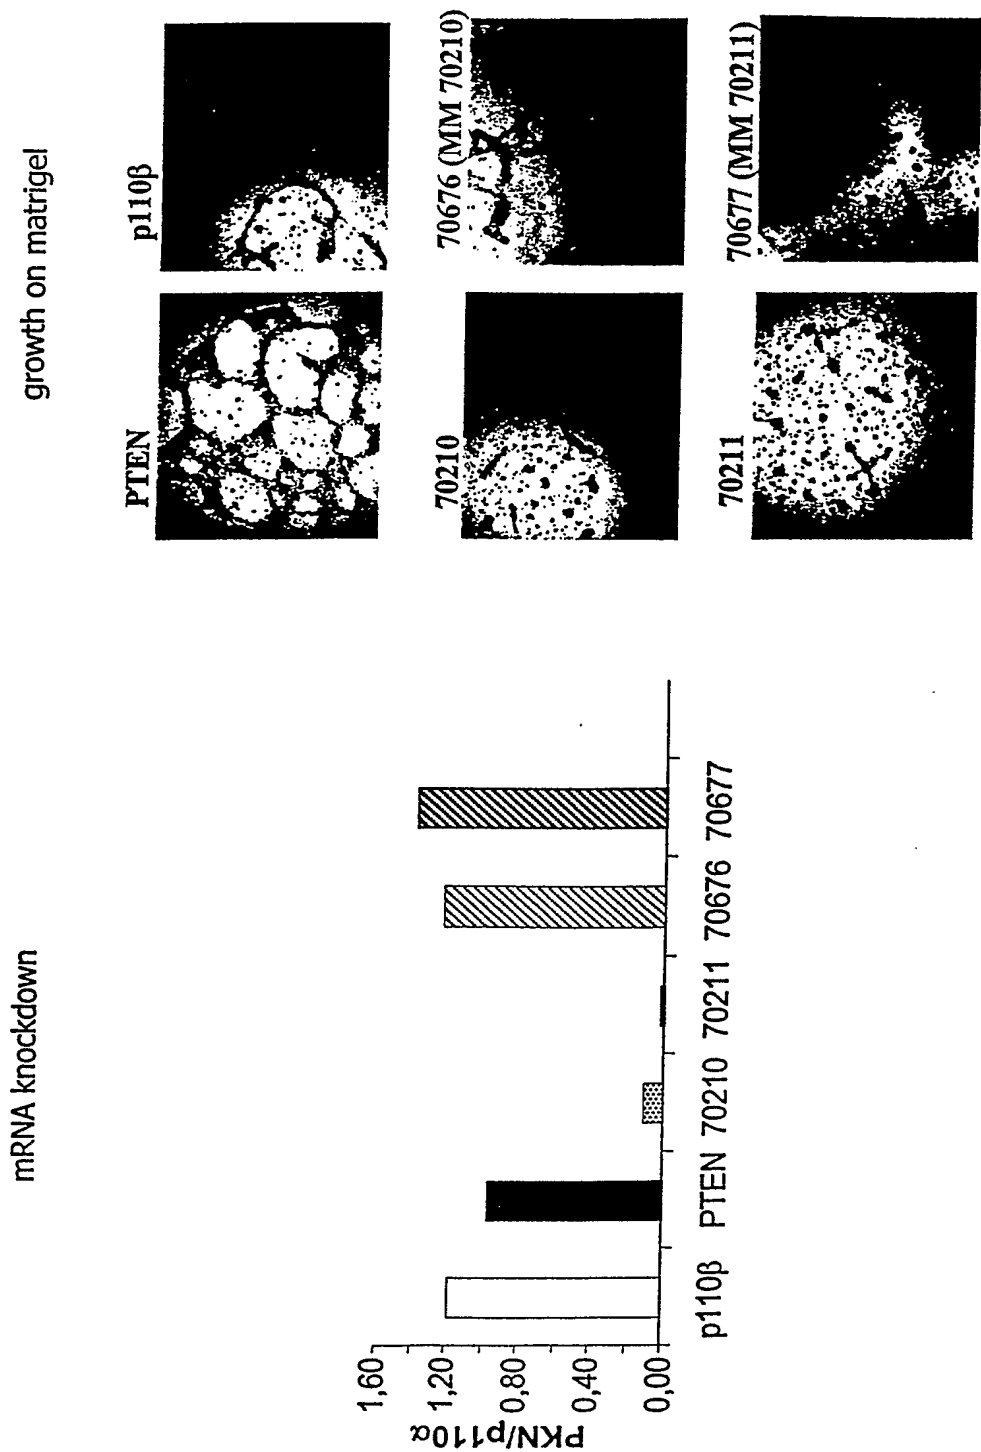 mRNA knockdown
PKN/p110α
1,60
1,20
0,80
0,40
0,00
p110β PTEN 70210 70211 70676 70677
growth on matrigel
PTEN
p110β
70210
70676 (MM 70210)
70211
70677 (MM 70211)